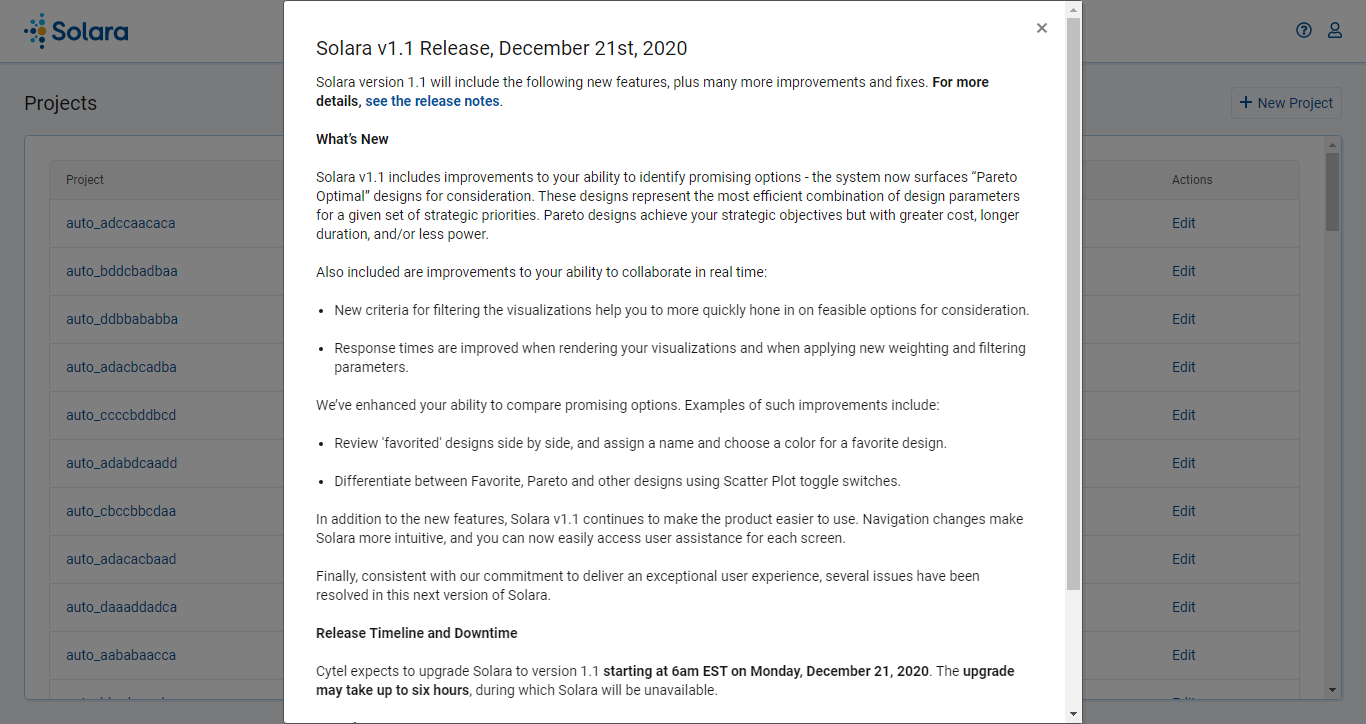 Solara
Projects
+ New Project
Project
Actions
auto_adccaacaca
Edit
auto_bddcbadbaa
Edit
auto_ddbbababba
Edit
auto_adacbcadba
Edit
auto_ccccbddbcd
Edit
auto_adabdcaadd
Edit
auto_cbccbbcdaa
Edit
auto_adacacbaad
Edit
auto_daaaddadca
Edit
auto_aababaacca
Edit
×
Solara v1.1 Release, December 21st, 2020
Solara version 1.1 will include the following new features, plus many more improvements and fixes. For more
details, see the release notes.
What’s New
Solara v1.1 includes improvements to your ability to identify promising options - the system now surfaces “Pareto
Optimal” designs for consideration. These designs represent the most efficient combination of design parameters
for a given set of strategic priorities. Pareto designs achieve your strategic objectives but with greater cost, longer
duration, and/or less power.
Also included are improvements to your ability to collaborate in real time:
• New criteria for filtering the visualizations help you to more quickly hone in on feasible options for consideration.
• Response times are improved when rendering your visualizations and when applying new weighting and filtering
parameters.
We’ve enhanced your ability to compare promising options. Examples of such improvements include:
• Review 'favorited' designs side by side, and assign a name and choose a color for a favorite design.
• Differentiate between Favorite, Pareto and other designs using Scatter Plot toggle switches.
In addition to the new features, Solara v1.1 continues to make the product easier to use. Navigation changes make
Solara more intuitive, and you can now easily access user assistance for each screen.
Finally, consistent with our commitment to deliver an exceptional user experience, several issues have been
resolved in this next version of Solara.
Release Timeline and Downtime
Cytel expects to upgrade Solara to version 1.1 starting at 6am EST on Monday, December 21, 2020. The upgrade
may take up to six hours, during which Solara will be unavailable.